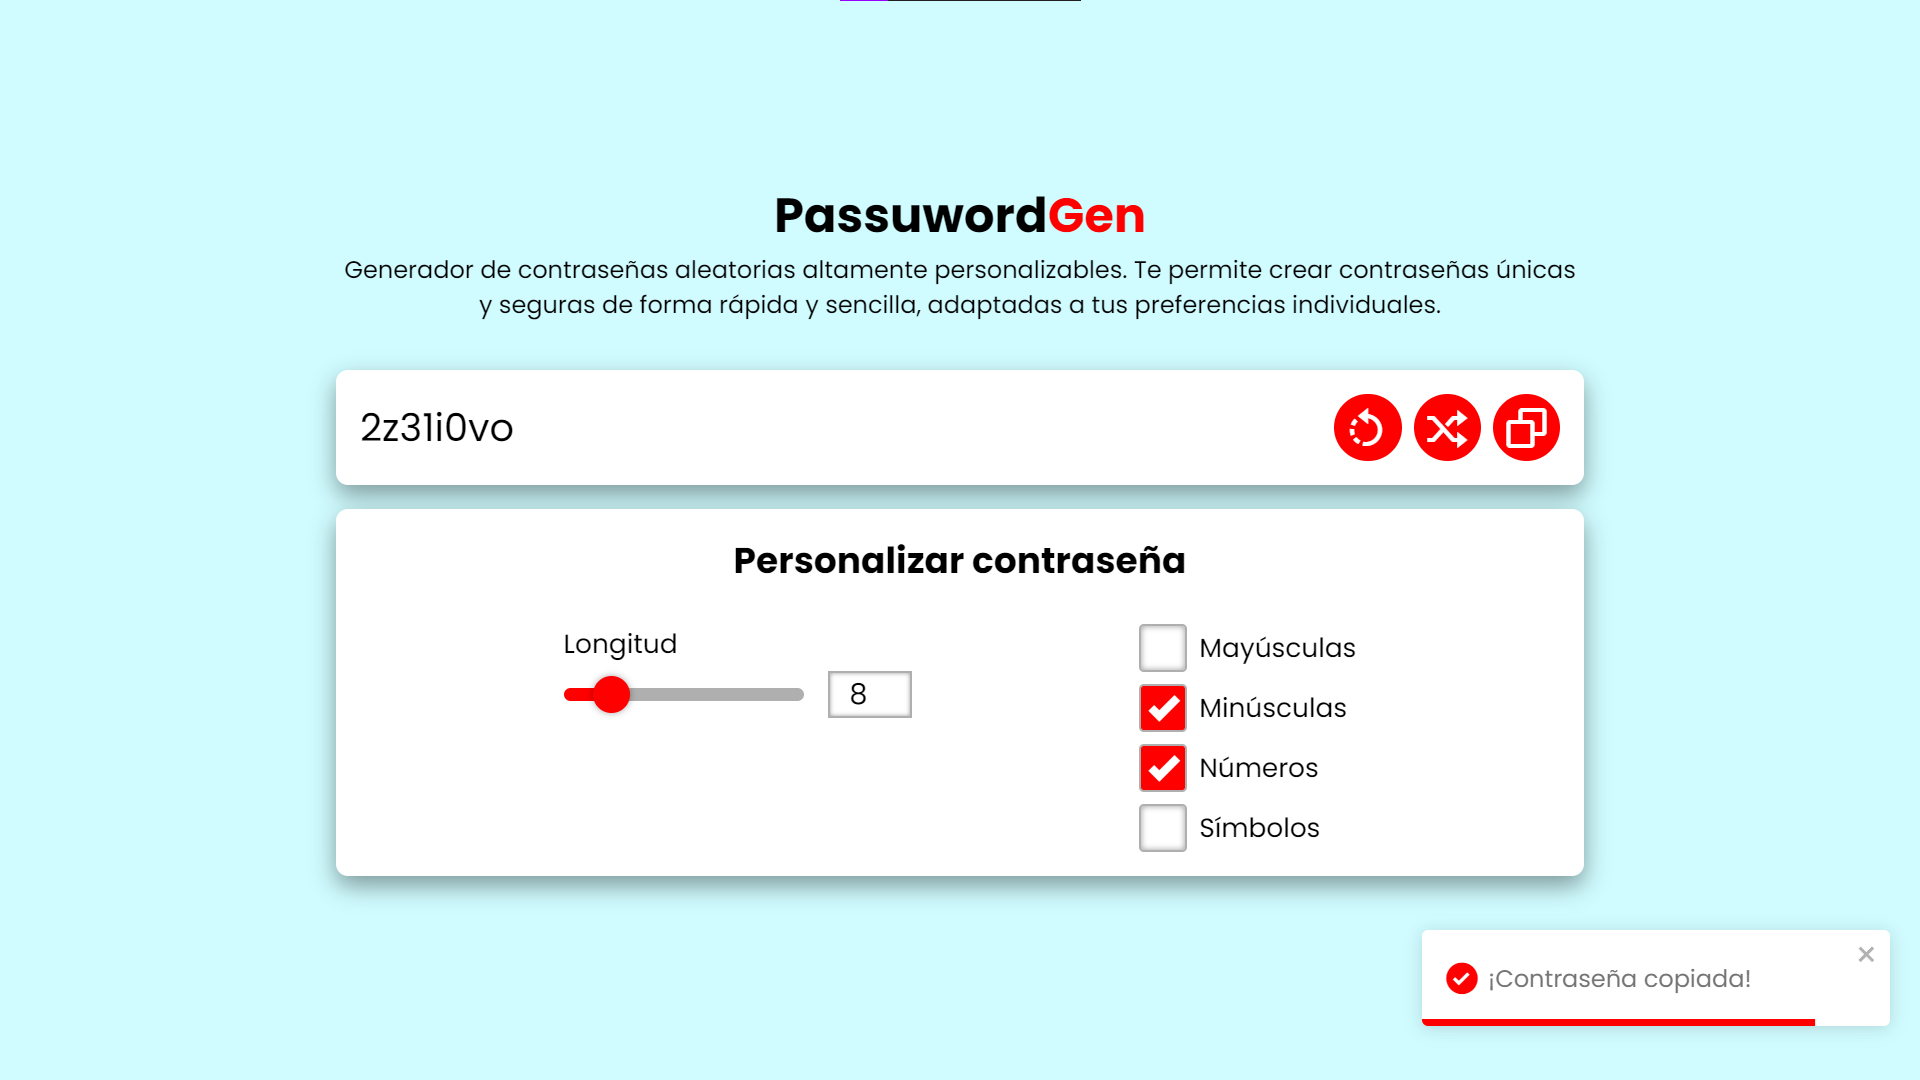 PassuwordGen
Generador de contraseñas aleatorias altamente personalizables. Te permite crear contraseñas únicas
y seguras de forma rápida y sencilla, adaptadas a tus preferencias individuales.
2z31i0vo
Personalizar contraseña
Longitud
8
Mayúsculas
Minúsculas
Números
Símbolos
¡Contraseña copiada!